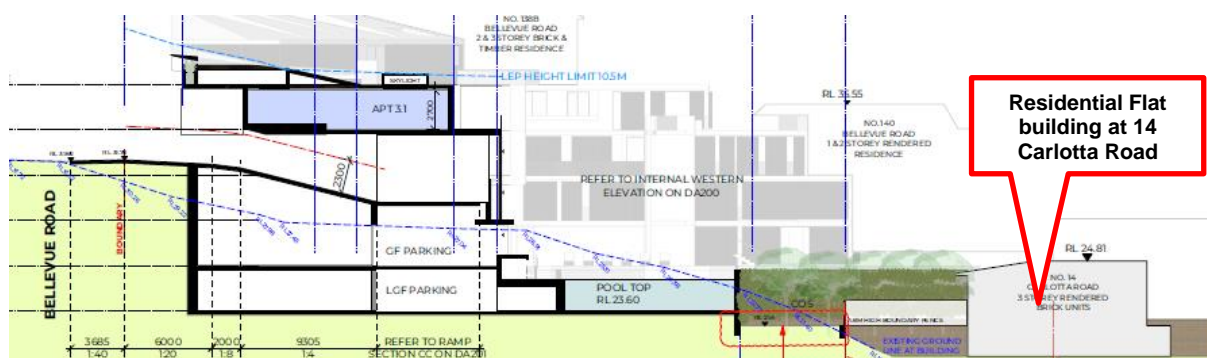 NO. 138B
BELLEVUE ROAD
2 & 3 STOREY BRICK &
TIMBER RESIDENCE
LEP HEIGHT LIMIT 10.5M
SKYLIGHT
APT 3.1
2700
RL 35.55
NO.140
BELLEVUE ROAD
1 & 2 STOREY RENDERED
RESIDENCE
Residential Flat
building at 14
Carlotta Road
2300
REFER TO INTERNAL WESTERN
ELEVATION ON DA200
BELLEVUE ROAD
BOUNDARY
GF PARKING
LGF PARKING
POOL TOP
RL 23.60
COS
RL 24.81
NO. 14
CARLOTTA ROAD
3 STOREY RENDERED
BRICK UNITS
1.8M HIGH BOUNDARY FENCE
EXISTING GROUND
LINE AT BUILDING
3685
6000
2000
9305
REFER TO RAMP
1:40
1:20
1:8
1:4
SECTION CC ON DA201